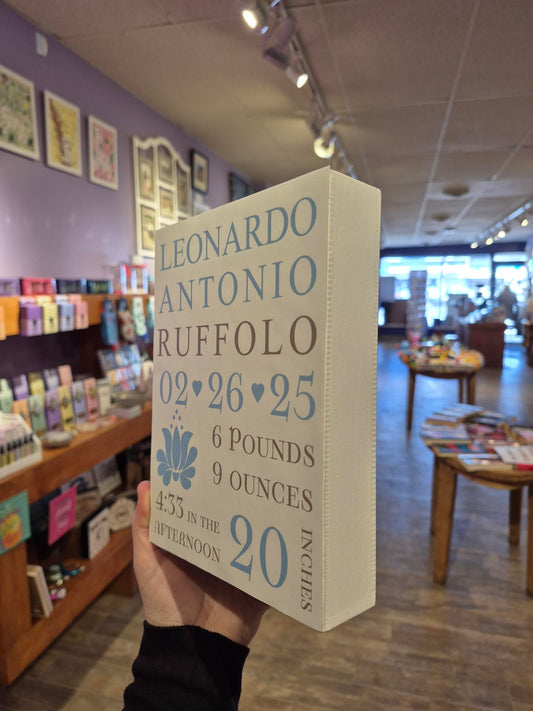 LEONARDO
ANTONIO
RUFFOLO
02♥26♥25
6 POUNDS
9 OUNCES
4:33 IN THE
AFTERNOON
20
INCHES